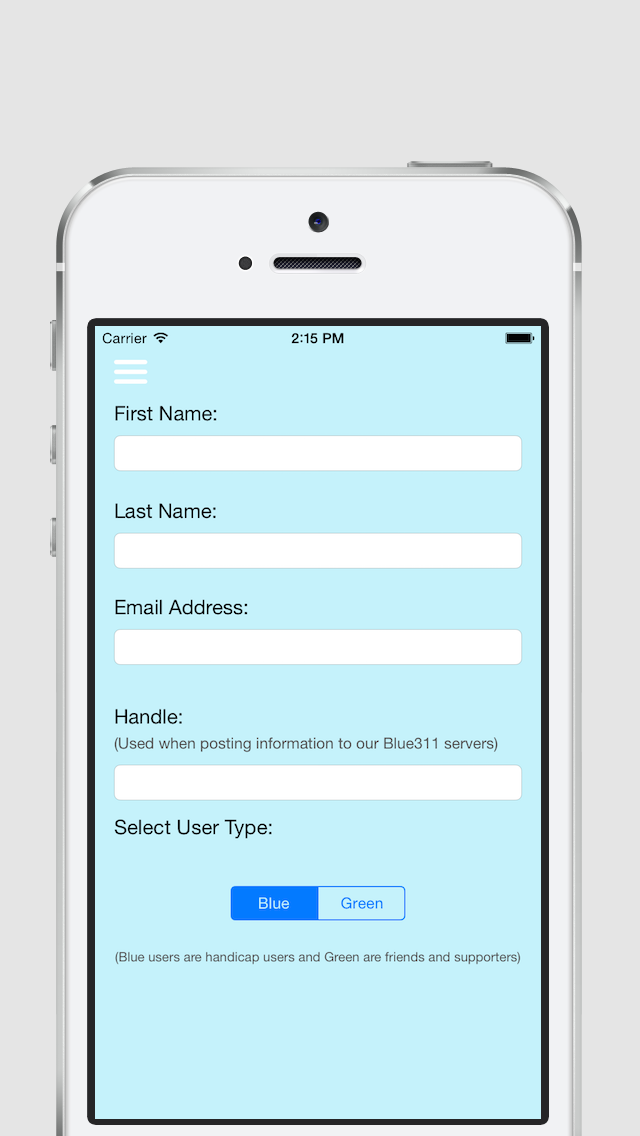 Carrier 2:15 PM
First Name:
Last Name:
Email Address:
Handle:
(Used when posting information to our Blue311 servers)
Select User Type:
Blue Green
(Blue users are handicap users and Green are friends and supporters)